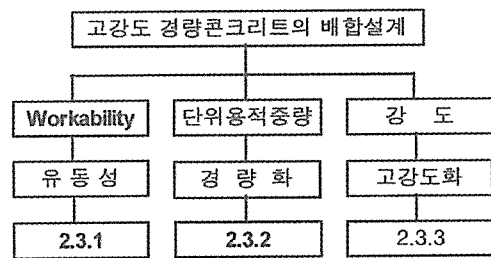 고강도 경량콘크리트의 배합설계
Workability 단위용적중량 강 도
유 동 성 경 량 화 고강도화
2.3.1 2.3.2 2.3.3